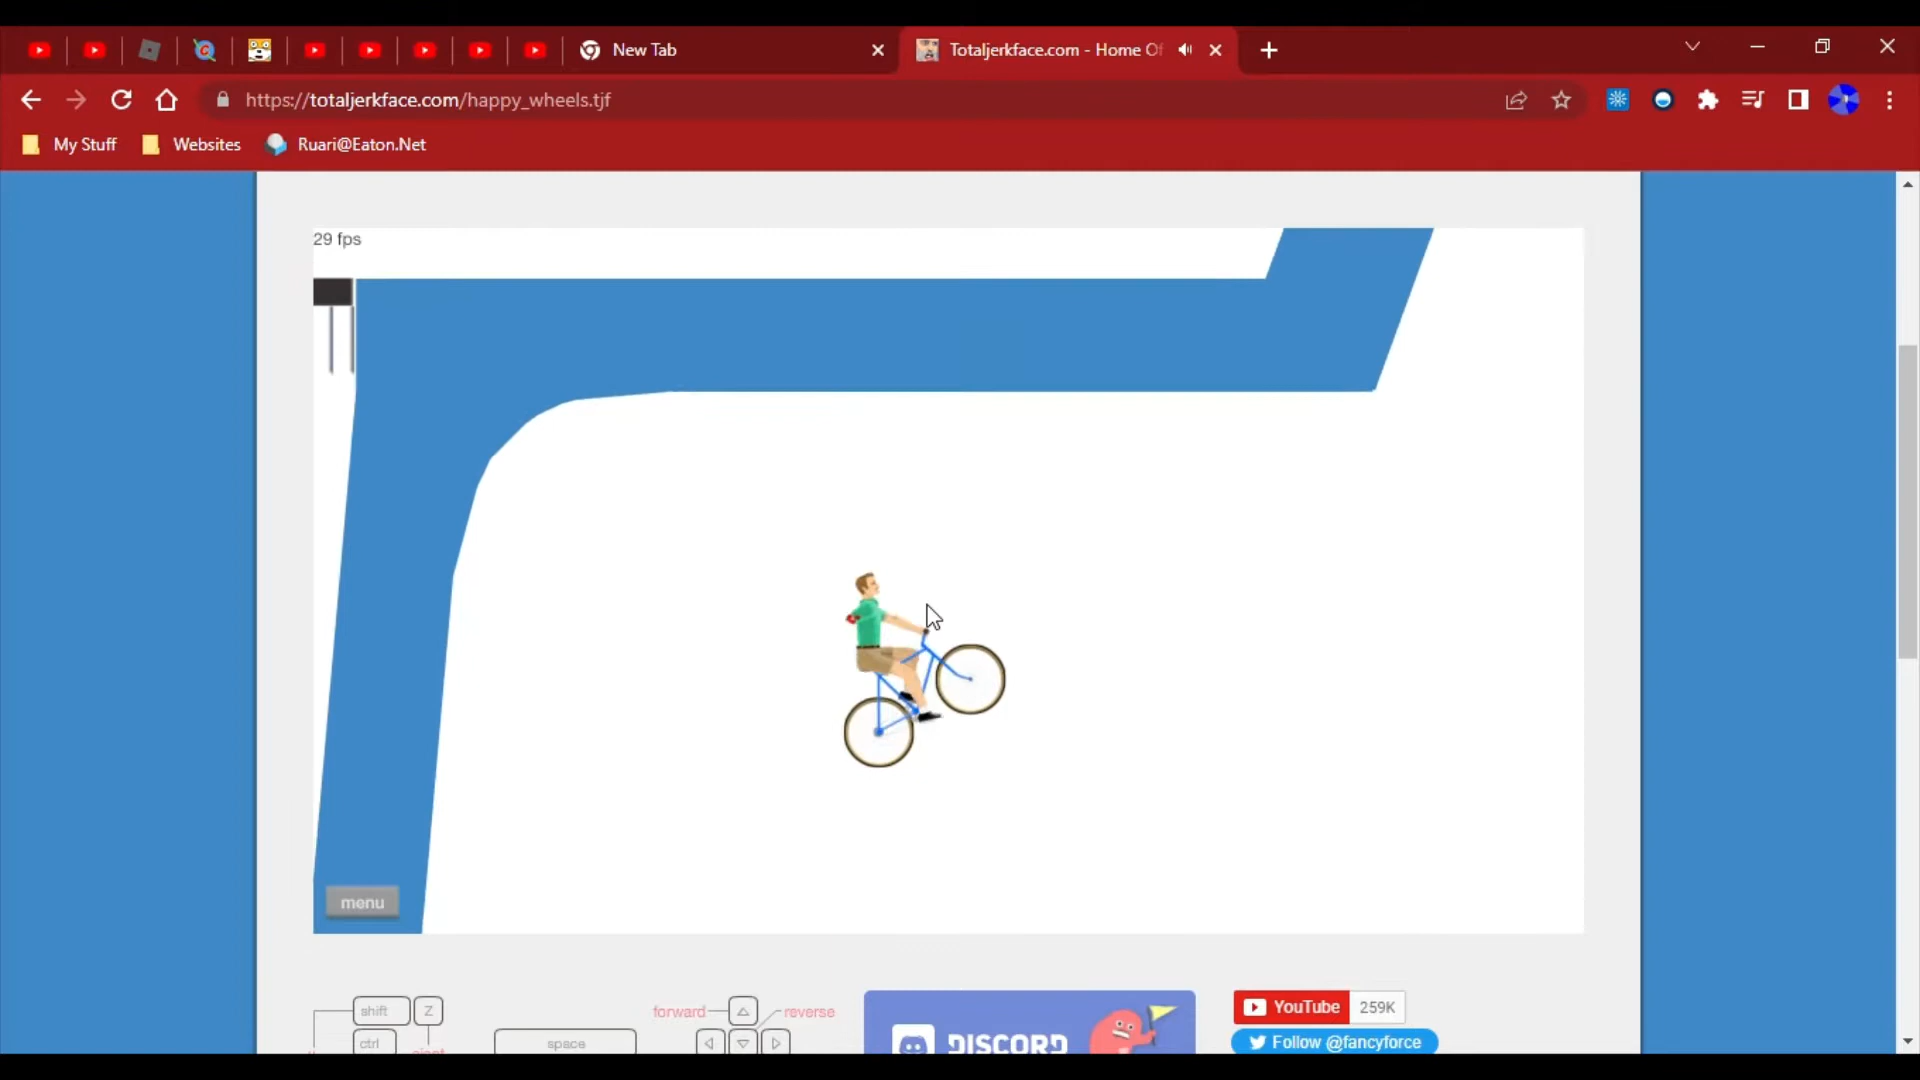 New Tab
Totaljerkface.com - Home Of
https://totaljerkface.com/happy_wheels.tjf
My Stuff
Websites
Ruari@Eaton.Net
29 fps
menu
shift
Z
forward
reverse
YouTube
259K
ctrl
eject
space
DISCORD
Follow @fancyforce